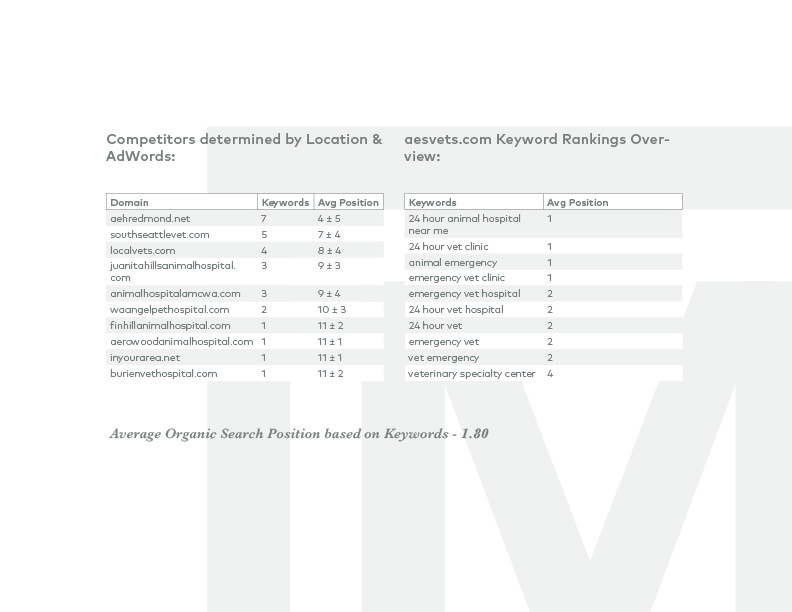 Competitors determined by Location &
AdWords:
Domain Keywords Avg Position
aehredmond.net 7 4 ± 5
southseattlevet.com 5 7 ± 4
localvets.com 4 8 ± 4
juanitahillsanimalhospital. 3 9 ± 3
com
animalhospitalamcwa.com 3 9 ± 4
waangelpethospital.com 2 10 ± 3
finhillanimalhospital.com 1 11 ± 2
aerowoodanimalhospital.com 1 11 ± 1
inyourarea.net 1 11 ± 1
burienvethospital.com 1 11 ± 2
aesvets.com Keyword Rankings Over-
view:
Keywords Avg Position
24 hour animal hospital 1
near me
24 hour vet clinic 1
animal emergency 1
emergency vet clinic 1
emergency vet hospital 2
24 hour vet hospital 2
24 hour vet 2
emergency vet 2
vet emergency 2
veterinary specialty center 4
Average Organic Search Position based on Keywords - 1.80